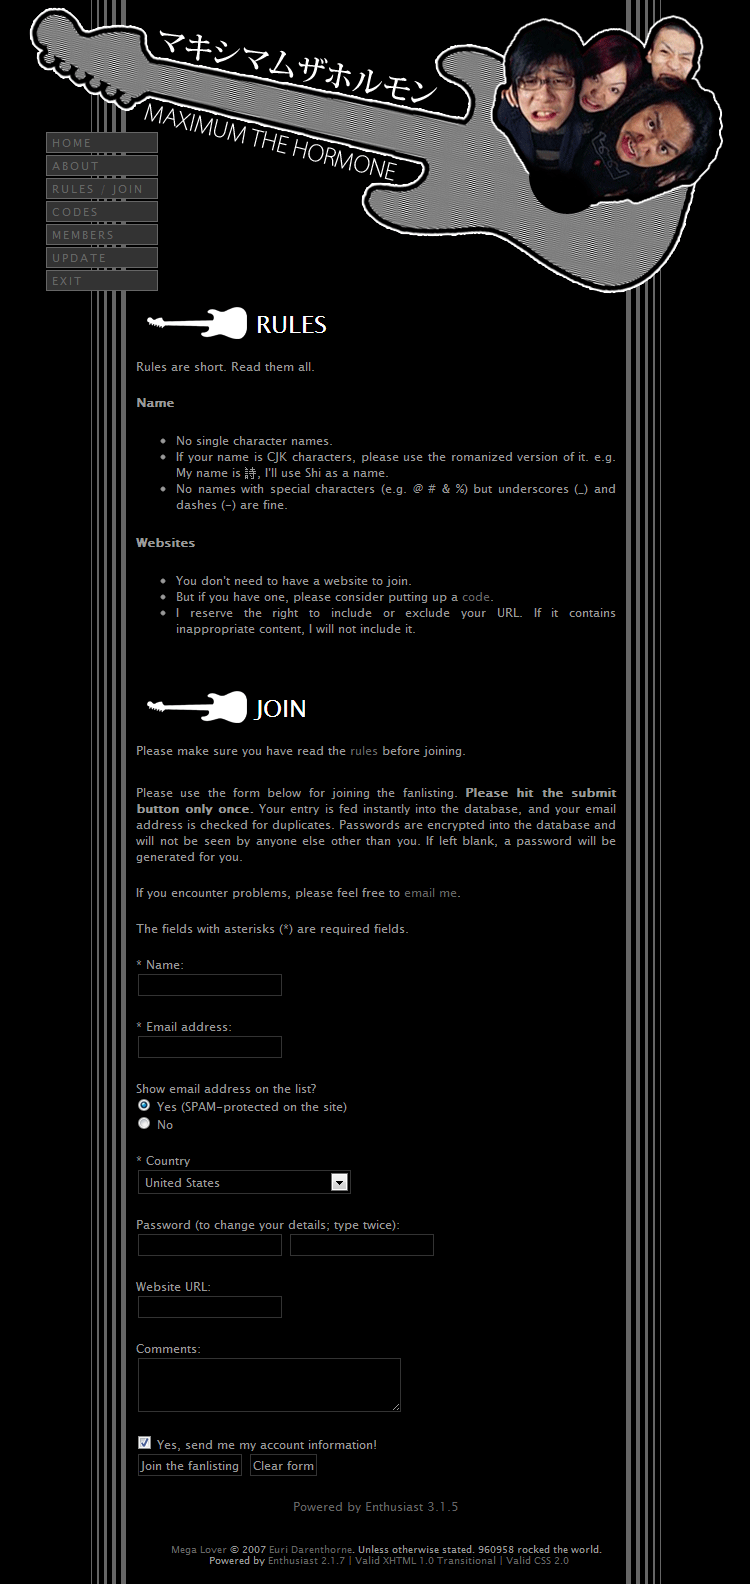 マキシマムザホルモン
MAXIMUM THE HORMONE
HOME
ABOUT
RULES / JOIN
CODES
MEMBERS
UPDATE
EXIT
RULES
Rules are short. Read them all.
Name
No single character names.
If your name is CJK characters, please use the romanized version of it. e.g.
My name is 詩, I'll use Shi as a name.
No names with special characters (e.g. @ # & %) but underscores (_) and
dashes (-) are fine.
Websites
You don't need to have a website to join.
But if you have one, please consider putting up a code.
I reserve the right to include or exclude your URL. If it contains
inappropriate content, I will not include it.
JOIN
Please make sure you have read the rules before joining.
Please use the form below for joining the fanlisting. Please hit the submit
button only once. Your entry is fed instantly into the database, and your email
address is checked for duplicates. Passwords are encrypted into the database and
will not be seen by anyone else other than you. If left blank, a password will be
generated for you.
If you encounter problems, please feel free to email me.
The fields with asterisks (*) are required fields.
* Name:
* Email address:
Show email address on the list?
Yes (SPAM-protected on the site)
No
* Country
United States
Password (to change your details; type twice):
Website URL:
Comments:
Yes, send me my account information!
Join the fanlisting Clear form
Powered by Enthusiast 3.1.5
Mega Lover © 2007 Euri Darenthorne. Unless otherwise stated. 960958 rocked the world.
Powered by Enthusiast 2.1.7 | Valid XHTML 1.0 Transitional | Valid CSS 2.0